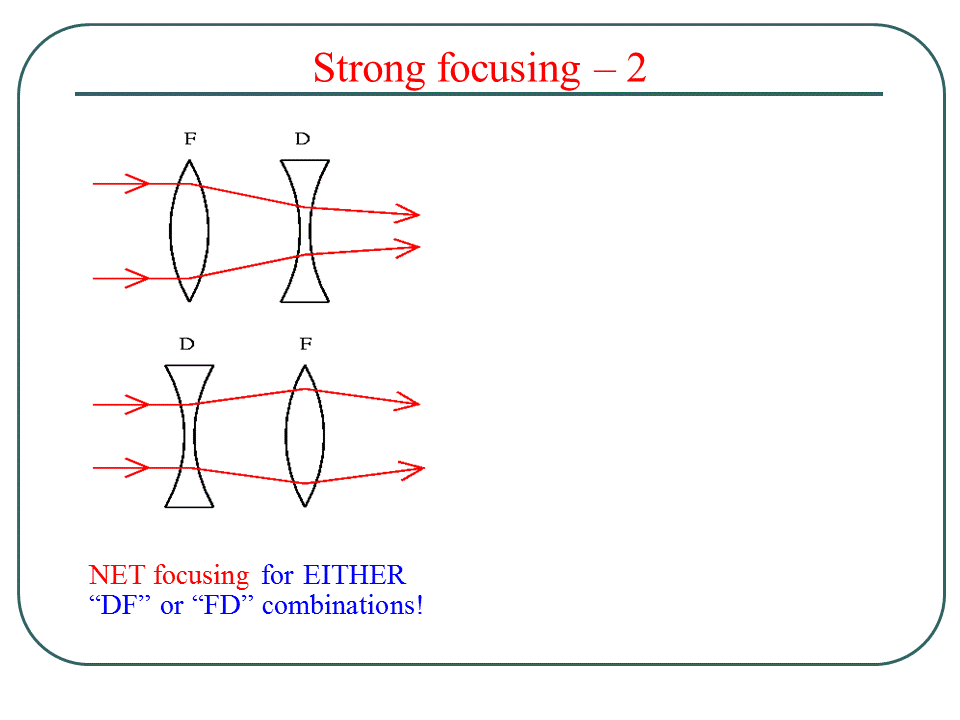 Strong focusing – 2
F D
D F
NET focusing for EITHER
“DF” or “FD” combinations!